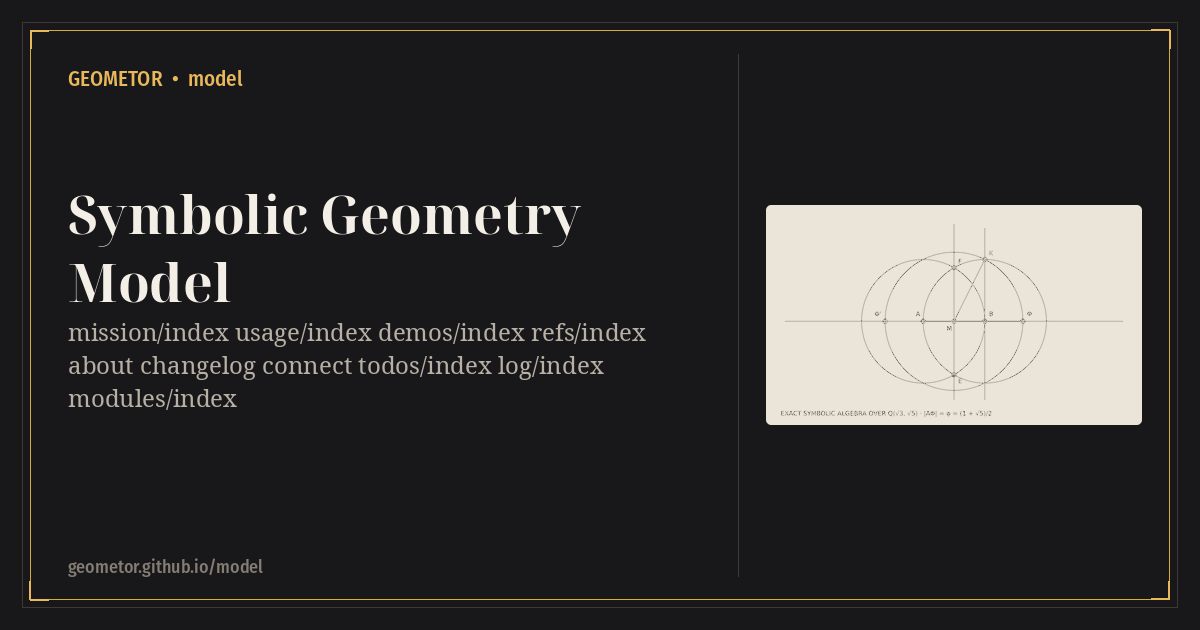 GEOMETOR • model
Symbolic Geometry
Model
mission/index usage/index demos/index refs/index
about changelog connect todos/index log/index
modules/index
K
F
Φ' A B Φ
M
E
EXACT SYMBOLIC ALGEBRA OVER Q(√3, √5) · |AΦ| = φ = (1 + √5)/2
geometor.github.io/model